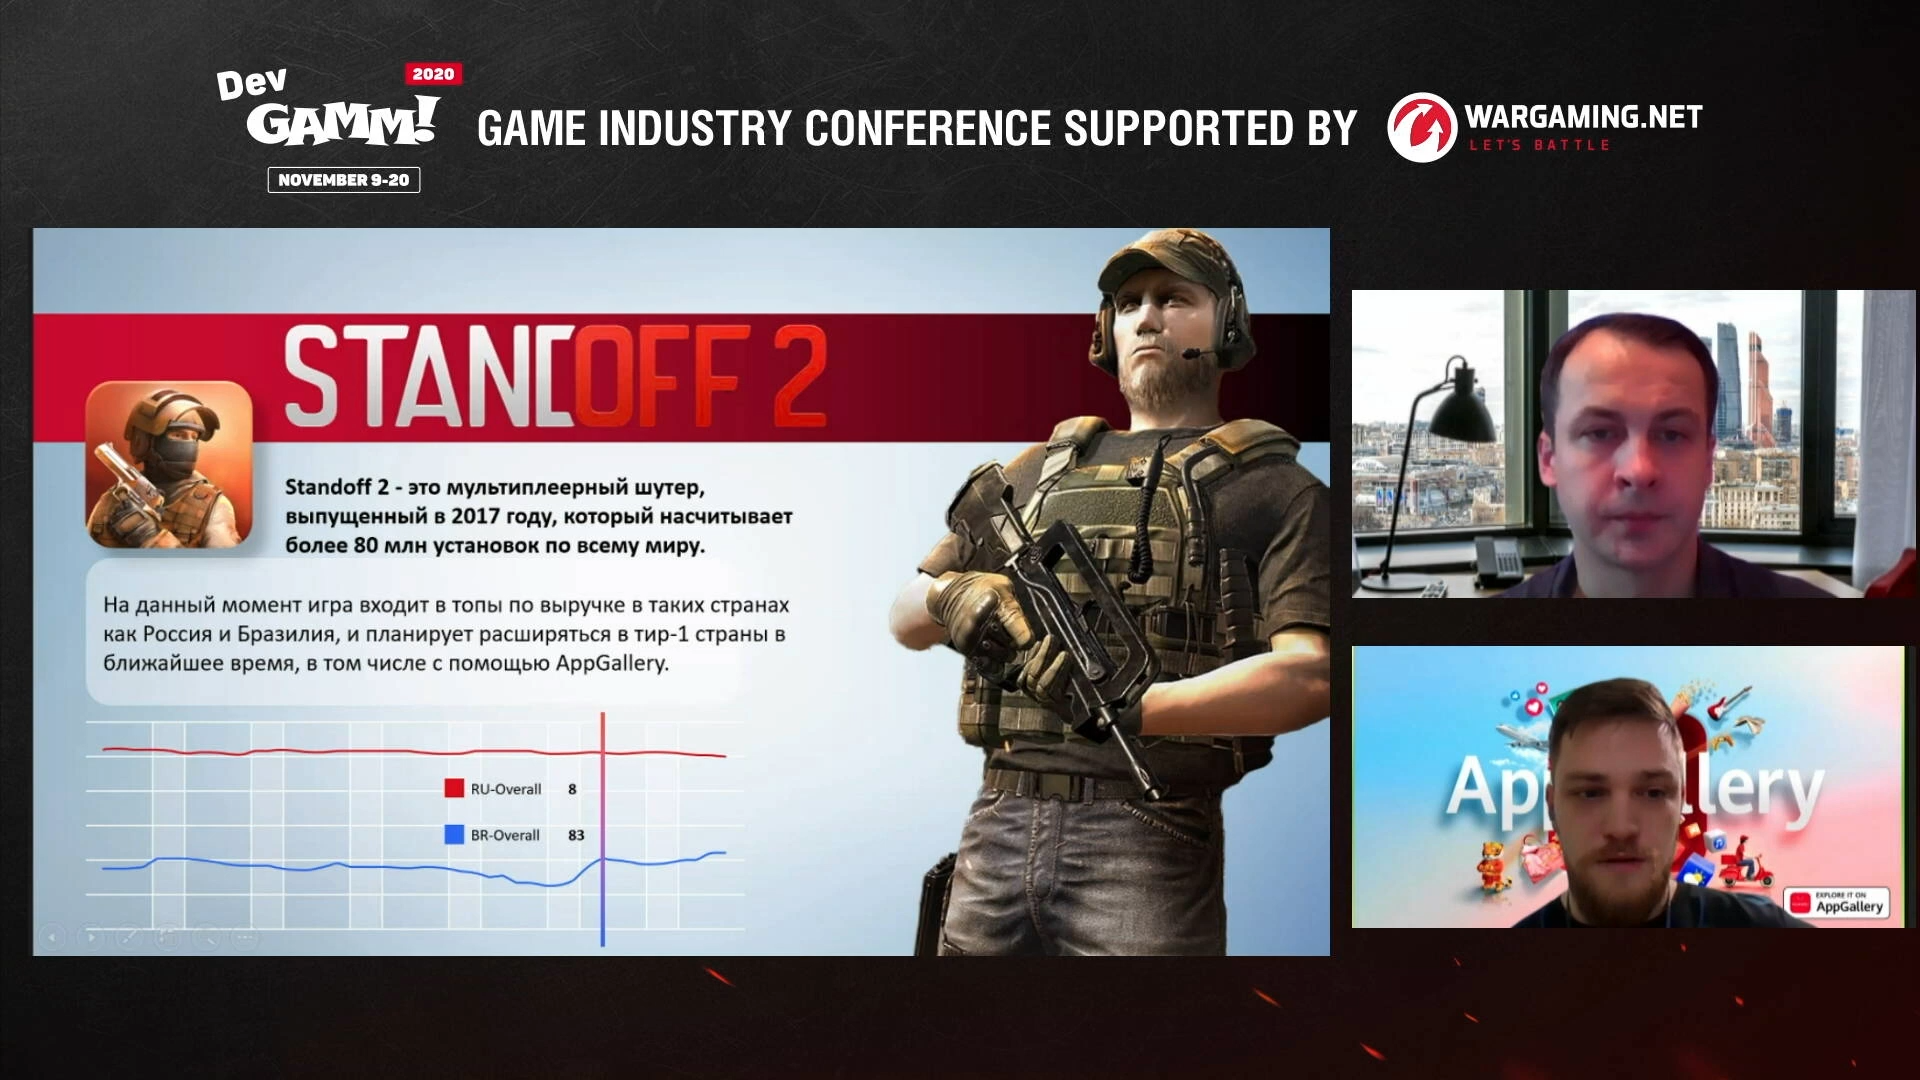 Dev
GAMM!
2020
NOVEMBER 9-20
GAME INDUSTRY CONFERENCE SUPPORTED BY
WARGAMING.NET
LET'S BATTLE
STANDOFF 2
Standoff 2 - это мультиплеерный шутер,
выпущенный в 2017 году, который насчитывает
более 80 млн установок по всему миру.
На данный момент игра входит в топы по выручке в таких странах
как Россия и Бразилия, и планирует расширяться в тир-1 страны в
ближайшее время, в том числе с помощью AppGallery.
RU-Overall 8
BR-Overall 83
AppGallery
EXPLORE IT ON
AppGallery